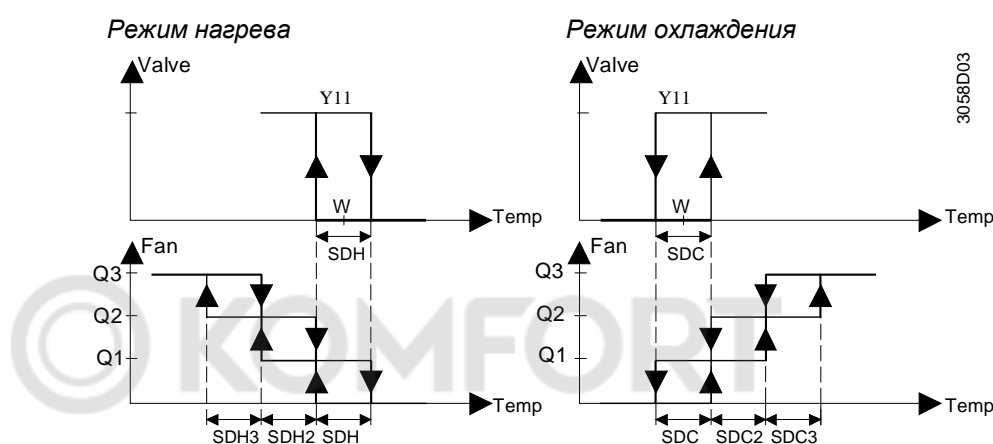 Режим нагрева
Режим охлаждения
Valve
Y11
W
Temp
SDH
Valve
Y11
W
Temp
SDC
3058D03
Fan
Q3
Q2
Q1
Temp
SDH3 SDH2 SDH
Fan
Q3
Q2
Q1
Temp
SDC SDC2 SDC3
© KOMFORT